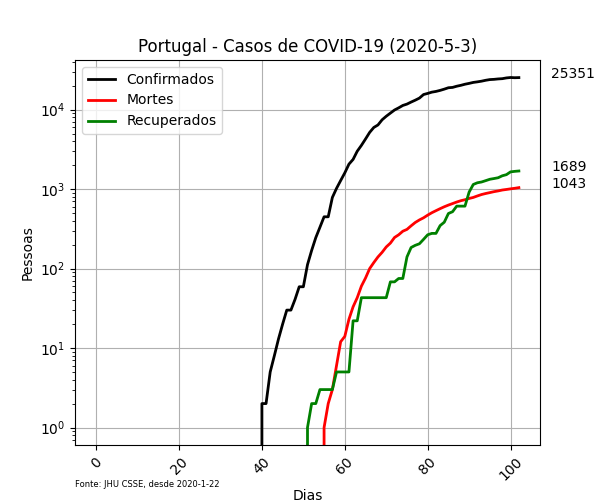 Portugal - Casos de COVID-19 (2020-5-3)
Confirmados
Mortes
Recuperados
25351
1689
1043
10⁴
10³
10²
10¹
10⁰
Pessoas
0
20
40
60
80
100
Dias
Fonte: JHU CSSE, desde 2020-1-22